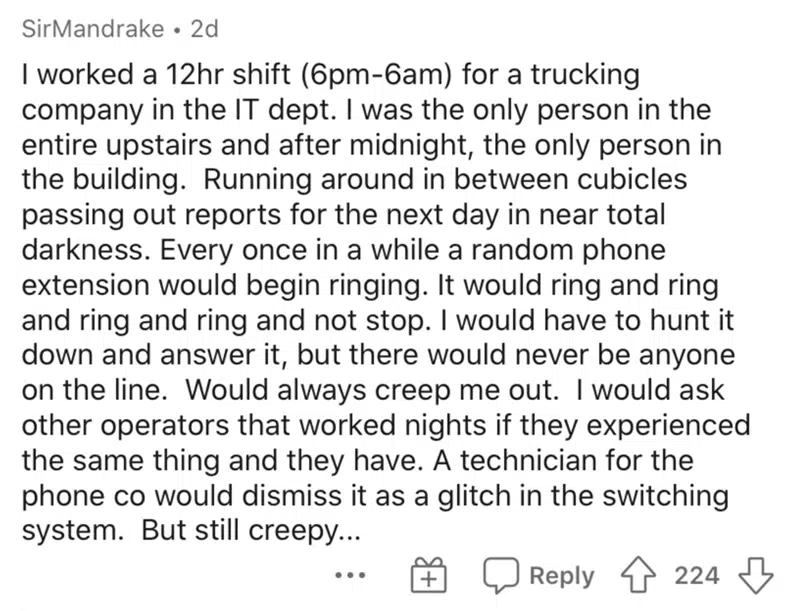 SirMandrake • 2d
I worked a 12hr shift (6pm-6am) for a trucking
company in the IT dept. I was the only person in the
entire upstairs and after midnight, the only person in
the building.  Running around in between cubicles
passing out reports for the next day in near total
darkness. Every once in a while a random phone
extension would begin ringing. It would ring and ring
and ring and ring and not stop. I would have to hunt it
down and answer it, but there would never be anyone
on the line.  Would always creep me out.  I would ask
other operators that worked nights if they experienced
the same thing and they have. A technician for the
phone co would dismiss it as a glitch in the switching
system.  But still creepy...
Reply 224